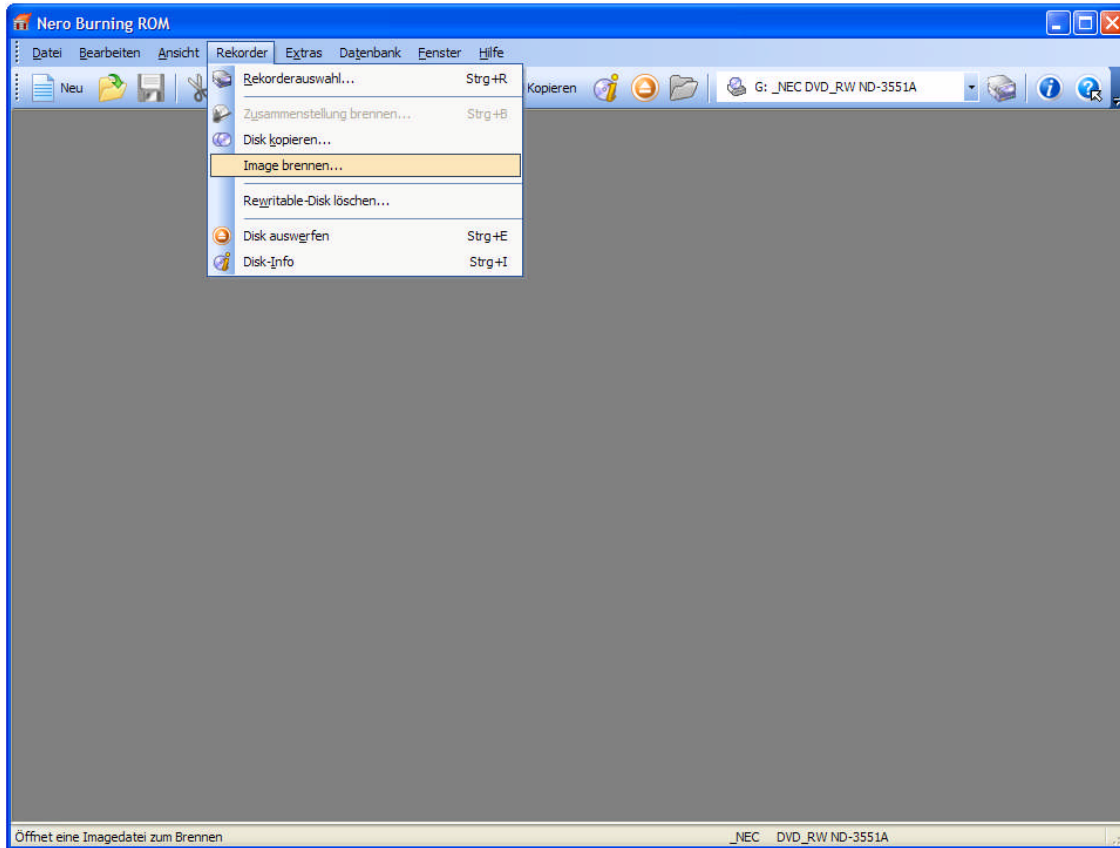 Nero Burning ROM
Datei Bearbeiten Ansicht Rekorder Extras Datenbank Fenster Hilfe
Neu Kopieren G: _NEC DVD_RW ND-3551A
Rekorderauswahl... Strg+R
Zusammenstellung brennen... Strg+B
Disk kopieren...
Image brennen...
Rewritable-Disk löschen...
Disk auswerfen Strg+E
Disk-Info Strg+I
Öffnet eine Imagedatei zum Brennen _NEC DVD_RW ND-3551A